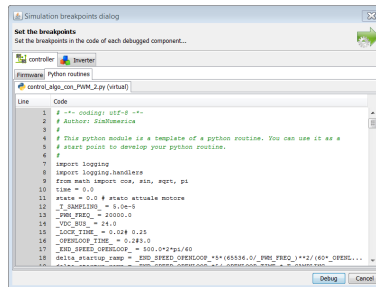 Simulation breakpoints dialog
Set the breakpoints
Set the breakpoints in the code of each debugged component...
controller Inverter
Firmware Python routines
control_algo_con_PWM_2.py (virtual)
Line Code
1 # -*- coding: utf-8 -*-
2 # Author: SimNumerica
3 #
4 # This python module is a template of a python routine. You can use it as a
5 # start point to develop your python routine.
6 #
7 import logging
8 import logging.handlers
9 from math import cos, sin, sqrt, pi
10 time = 0.0
11 state = 0.0 # stato attuale motore
12 _T_SAMPLING_ = 5.0e-5
13 _PWM_FREQ_ = 20000.0
14 _VDC_BUS_ = 24.0
15 _LOCK_TIME_ = 0.02# 0.25
16 _OPENLOOP_TIME_ = 0.2#3.0
17 _END_SPEED_OPENLOOP_ = 500.0*2*pi/60
18 delta_startup_ramp = _END_SPEED_OPENLOOP_*5*(65536.0/_PWM_FREQ_)**2/(60*_OPENL...
Debug Cancel